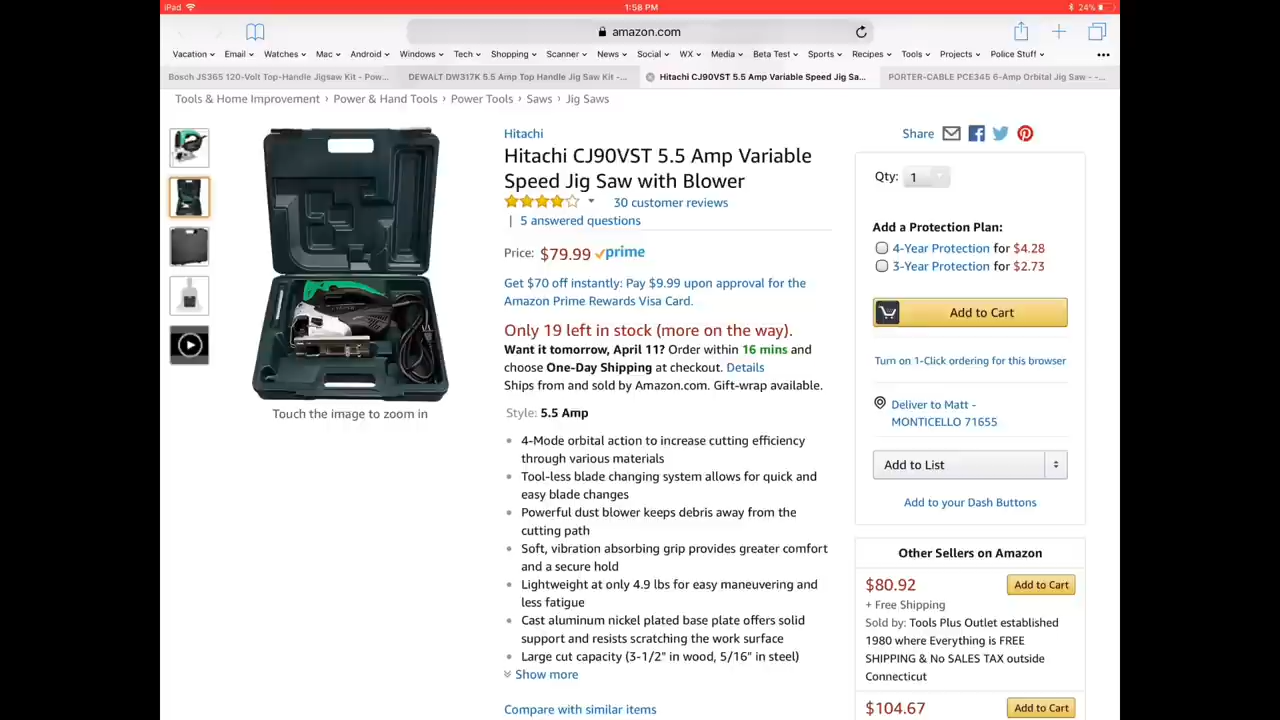 iPad
1:58 PM
24%
amazon.com
Vacation Email Watches Mac Android Windows Tech Shopping Scanner News Social WX Media Beta Test Sports Recipes Tools Projects Police Stuff
Bosch JS365 120-Volt Top-Handle Jigsaw Kit - Pow...
DEWALT DW317K 5.5 Amp Top Handle Jig Saw Kit -...
Hitachi CJ90VST 5.5 Amp Variable Speed Jig Sa...
PORTER-CABLE PCE345 6-Amp Orbital Jig Saw - -...
Tools & Home Improvement › Power & Hand Tools › Power Tools › Saws › Jig Saws
Touch the image to zoom in
Hitachi
Hitachi CJ90VST 5.5 Amp Variable
Speed Jig Saw with Blower
30 customer reviews
| 5 answered questions
Price: $79.99 prime
Get $70 off instantly: Pay $9.99 upon approval for the
Amazon Prime Rewards Visa Card.
Only 19 left in stock (more on the way).
Want it tomorrow, April 11? Order within 16 mins and
choose One-Day Shipping at checkout. Details
Ships from and sold by Amazon.com. Gift-wrap available.
Style: 5.5 Amp
• 4-Mode orbital action to increase cutting efficiency
through various materials
• Tool-less blade changing system allows for quick and
easy blade changes
• Powerful dust blower keeps debris away from the
cutting path
• Soft, vibration absorbing grip provides greater comfort
and a secure hold
• Lightweight at only 4.9 lbs for easy maneuvering and
less fatigue
• Cast aluminum nickel plated base plate offers solid
support and resists scratching the work surface
• Large cut capacity (3-1/2" in wood, 5/16" in steel)
Show more
Compare with similar items
Share
Qty: 1
Add a Protection Plan:
4-Year Protection for $4.28
3-Year Protection for $2.73
Add to Cart
Turn on 1-Click ordering for this browser
Deliver to Matt -
MONTICELLO 71655
Add to List
Add to your Dash Buttons
Other Sellers on Amazon
$80.92 Add to Cart
+ Free Shipping
Sold by: Tools Plus Outlet established
1980 where Everything is FREE
SHIPPING & No SALES TAX outside
Connecticut
$104.67 Add to Cart